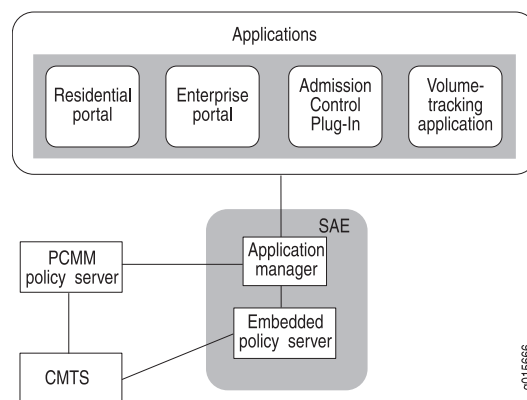 Applications
Residential
portal
Enterprise
portal
Admission
Control
Plug-In
Volume-
tracking
application
SAE
PCMM
policy server
Application
manager
Embedded
policy server
CMTS
g015666